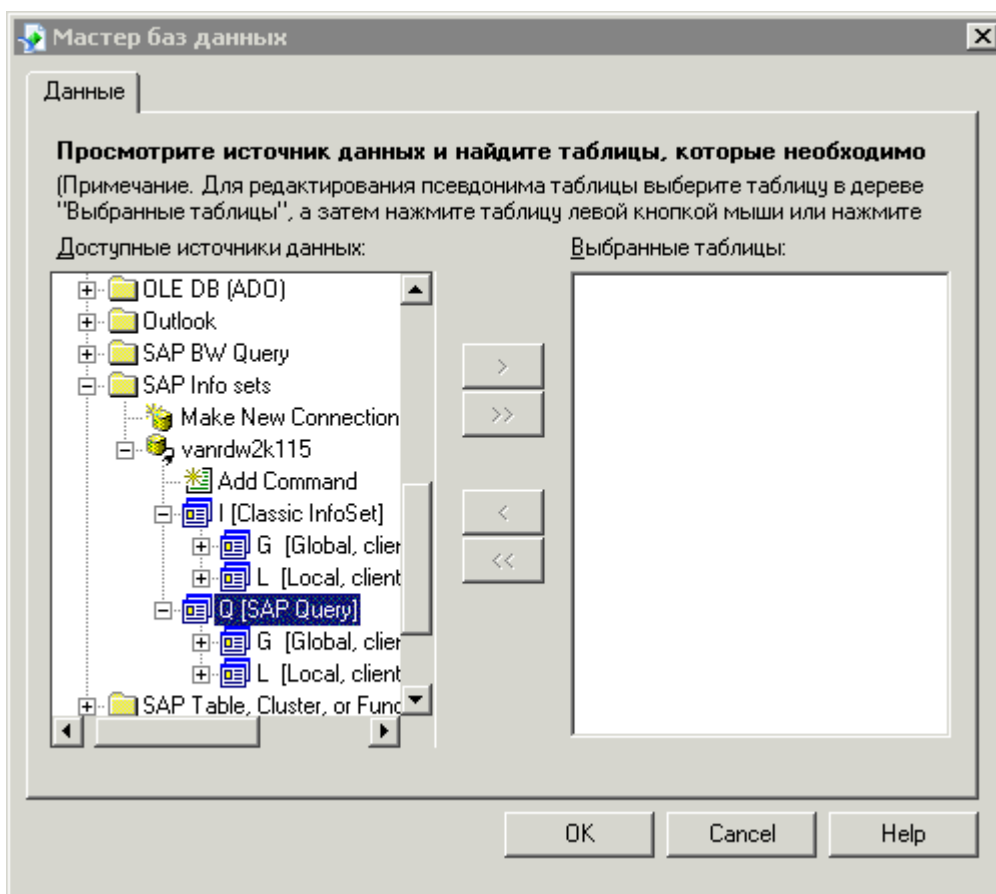 Мастер баз данных
Данные
Просмотрите источник данных и найдите таблицы, которые необходимо
(Примечание. Для редактирования псевдонима таблицы выберите таблицу в дереве
"Выбранные таблицы", а затем нажмите таблицу левой кнопкой мыши или нажмите
Доступные источники данных:
Выбранные таблицы:
OLE DB (ADO)
Outlook
SAP BW Query
SAP Info sets
Make New Connection
vanrdw2k115
Add Command
I [Classic InfoSet]
G [Global, clier
L [Local, client
Q [SAP Query]
G [Global, clier
L [Local, client
SAP Table, Cluster, or Func
>
>>
<
<<
OK
Cancel
Help